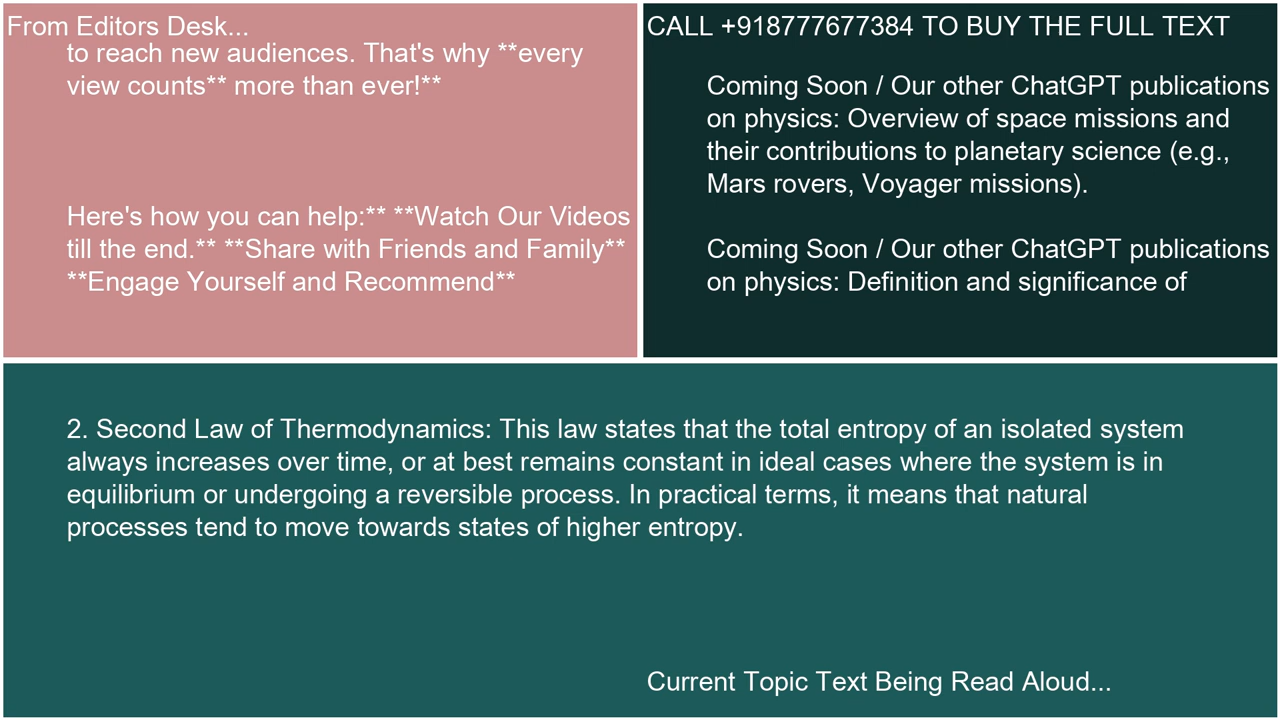 From Editors Desk...
to reach new audiences. That's why **every
view counts** more than ever!**
Here's how you can help:** **Watch Our Videos
till the end.** **Share with Friends and Family**
**Engage Yourself and Recommend**
CALL +918777677384 TO BUY THE FULL TEXT
Coming Soon / Our other ChatGPT publications
on physics: Overview of space missions and
their contributions to planetary science (e.g.,
Mars rovers, Voyager missions).
Coming Soon / Our other ChatGPT publications
on physics: Definition and significance of
2. Second Law of Thermodynamics: This law states that the total entropy of an isolated system
always increases over time, or at best remains constant in ideal cases where the system is in
equilibrium or undergoing a reversible process. In practical terms, it means that natural
processes tend to move towards states of higher entropy.
Current Topic Text Being Read Aloud...